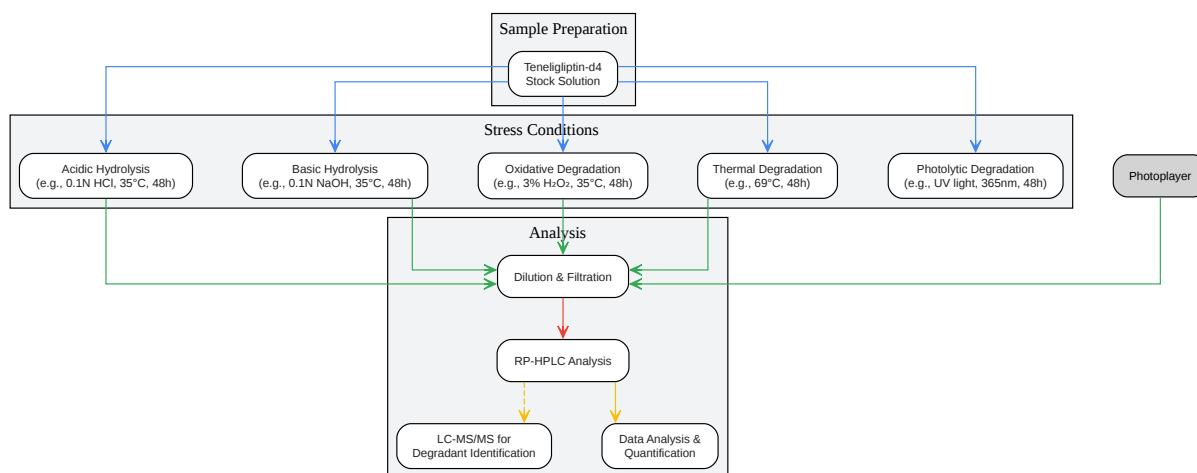 Sample Preparation
Teneligliptin-d4
Stock Solution
Stress Conditions
Acidic Hydrolysis
(e.g., 0.1N HCl, 35°C, 48h)
Basic Hydrolysis
(e.g., 0.1N NaOH, 35°C, 48h)
Oxidative Degradation
(e.g., 3% H₂O₂, 35°C, 48h)
Thermal Degradation
(e.g., 69°C, 48h)
Photolytic Degradation
(e.g., UV light, 365nm, 48h)
Photoplayer
Analysis
Dilution & Filtration
RP-HPLC Analysis
LC-MS/MS for
Degradant Identification
Data Analysis &
Quantification